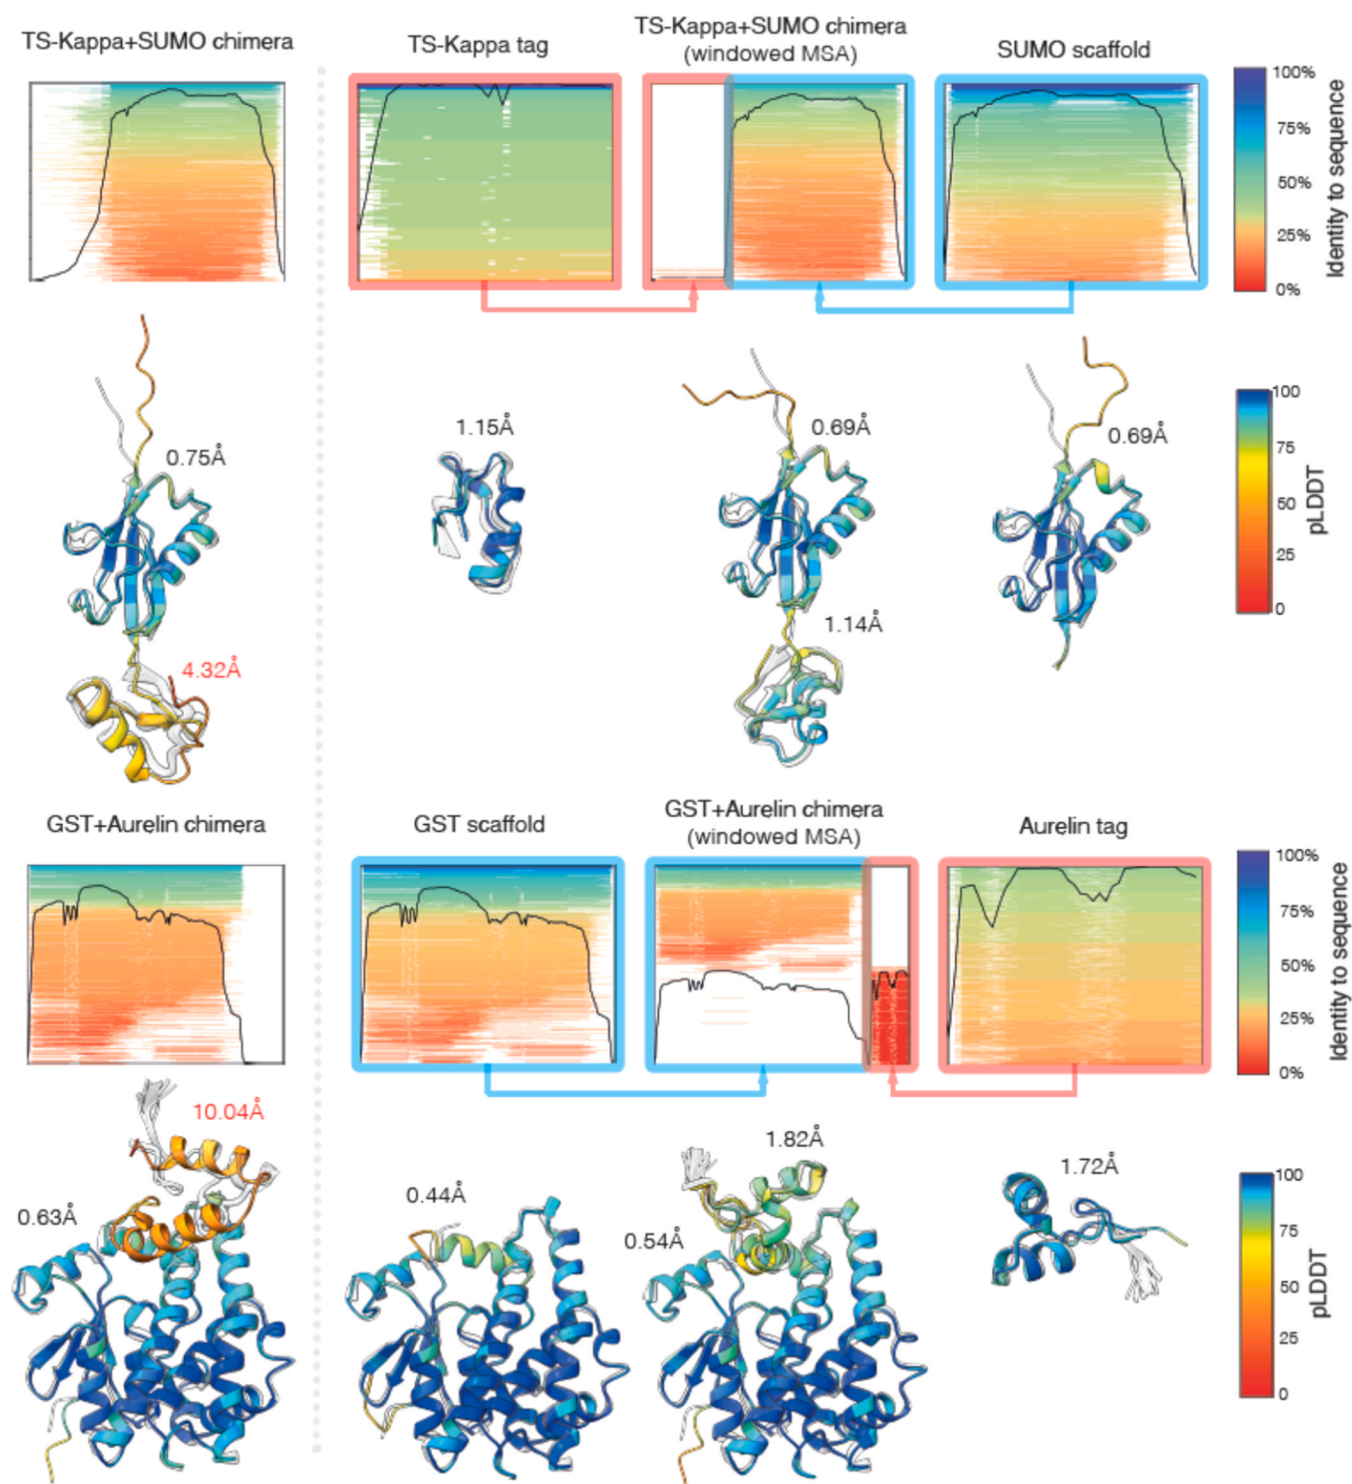 TS-Kappa+SUMO chimera
TS-Kappa tag
TS-Kappa+SUMO chimera
(windowed MSA)
SUMO scaffold
100%
75%
50%
25%
0%
Identity to sequence
0.75Å
4.32Å
1.15Å
0.69Å
1.14Å
0.69Å
100
75
50
25
0
pLDDT
GST+Aurelin chimera
GST scaffold
GST+Aurelin chimera
(windowed MSA)
Aurelin tag
100%
75%
50%
25%
0%
Identity to sequence
10.04Å
0.63Å
0.44Å
1.82Å
0.54Å
1.72Å
100
75
50
25
0
pLDDT